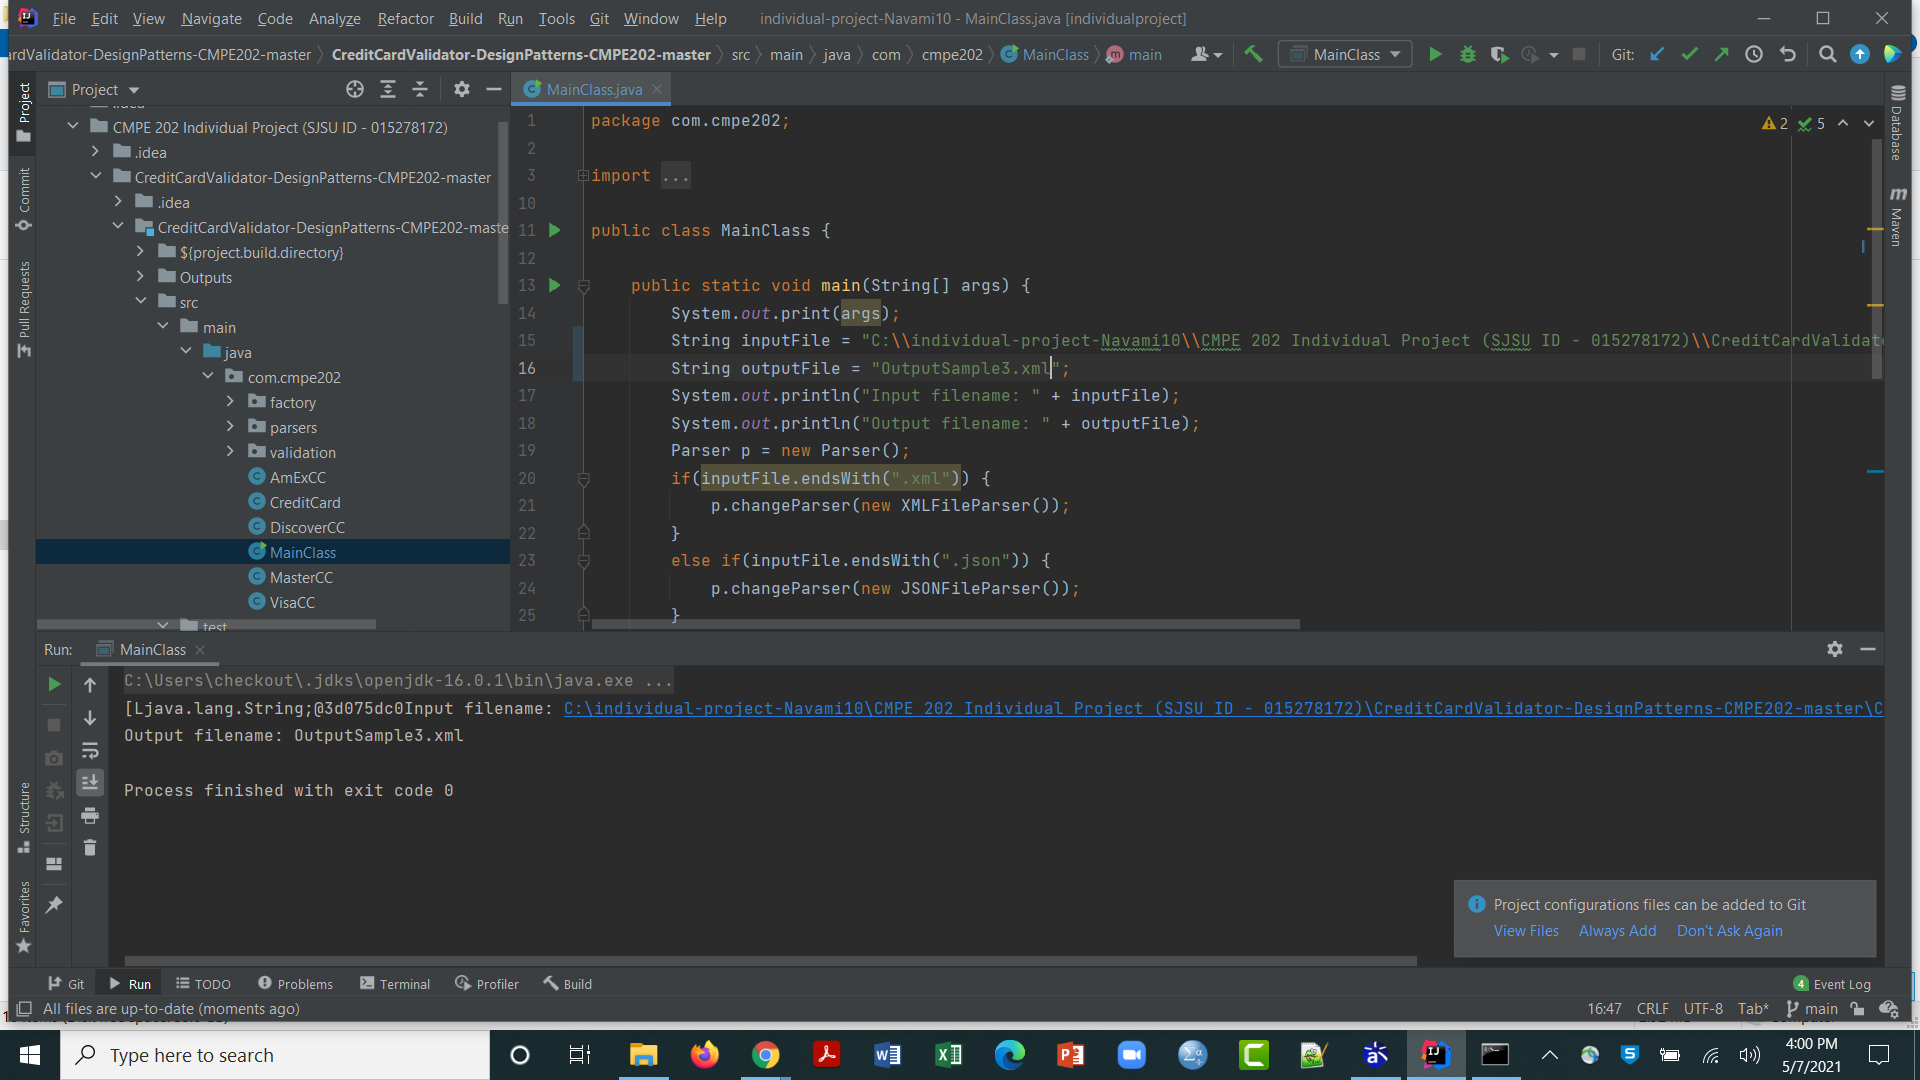 File Edit View Navigate Code Analyze Refactor Build Run Tools Git Window Help individual-project-Navami10 - MainClass.java [individualproject]
ardValidator-DesignPatterns-CMPE202-master CreditCardValidator-DesignPatterns-CMPE202-master src main java com cmpe202 MainClass main MainClass Git:
Project
MainClass.java
.idea
CMPE 202 Individual Project (SJSU ID - 015278172)
.idea
CreditCardValidator-DesignPatterns-CMPE202-master
.idea
CreditCardValidator-DesignPatterns-CMPE202-maste
${project.build.directory}
Outputs
src
main
java
com.cmpe202
factory
parsers
validation
AmExCC
CreditCard
DiscoverCC
MainClass
MasterCC
VisaCC
test
Project
Commit
Pull Requests
Structure
Favorites
1 package com.cmpe202;
2
3 import ...
10
11 public class MainClass {
12
13 public static void main(String[] args) {
14 System.out.print(args);
15 String inputFile = "C:\\individual-project-Navami10\\CMPE 202 Individual Project (SJSU ID - 015278172)\\CreditCardValidat
16 String outputFile = "OutputSample3.xml";
17 System.out.println("Input filename: " + inputFile);
18 System.out.println("Output filename: " + outputFile);
19 Parser p = new Parser();
20 if(inputFile.endsWith(".xml")) {
21 p.changeParser(new XMLFileParser());
22 }
23 else if(inputFile.endsWith(".json")) {
24 p.changeParser(new JSONFileParser());
25 }
2 5
Database
Maven
Run: MainClass
C:\Users\checkout\.jdks\openjdk-16.0.1\bin\java.exe ...
[Ljava.lang.String;@3d075dc0Input filename: C:\individual-project-Navami10\CMPE 202 Individual Project (SJSU ID - 015278172)\CreditCardValidator-DesignPatterns-CMPE202-master\C
Output filename: OutputSample3.xml
Process finished with exit code 0
Project configurations files can be added to Git
View Files Always Add Don't Ask Again
Git Run TODO Problems Terminal Profiler Build 4 Event Log
All files are up-to-date (moments ago) 16:47 CRLF UTF-8 Tab* main
Type here to search
4:00 PM
5/7/2021